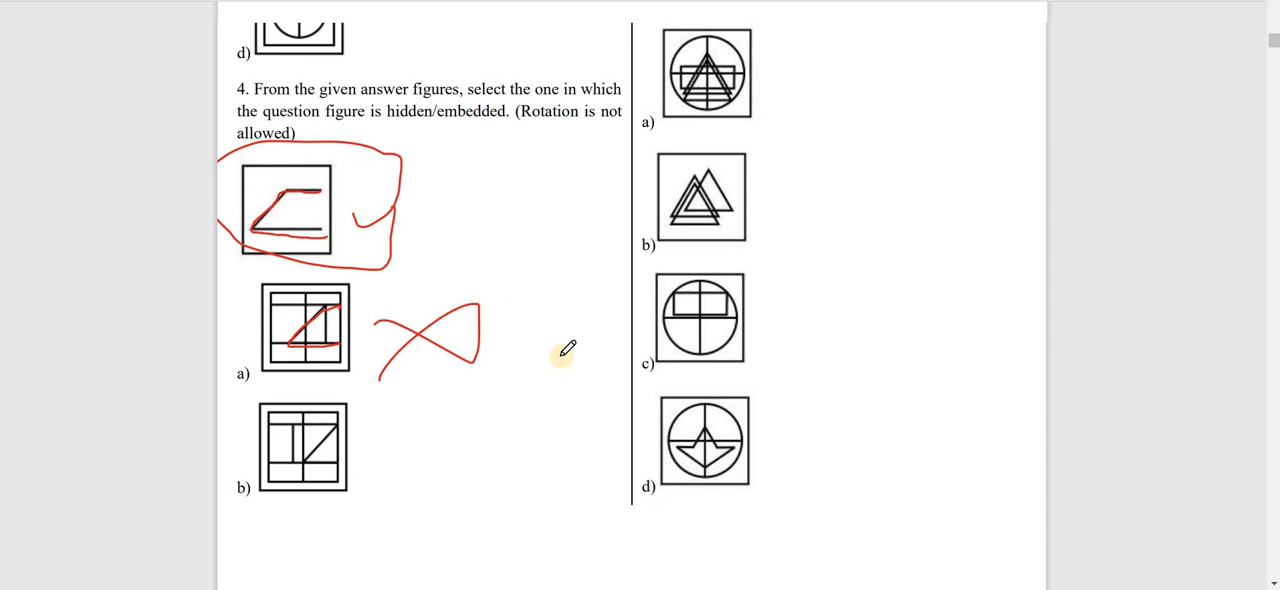 d)
4. From the given answer figures, select the one in which
the question figure is hidden/embedded. (Rotation is not
allowed)
a)
b)
a)
b)
c)
d)